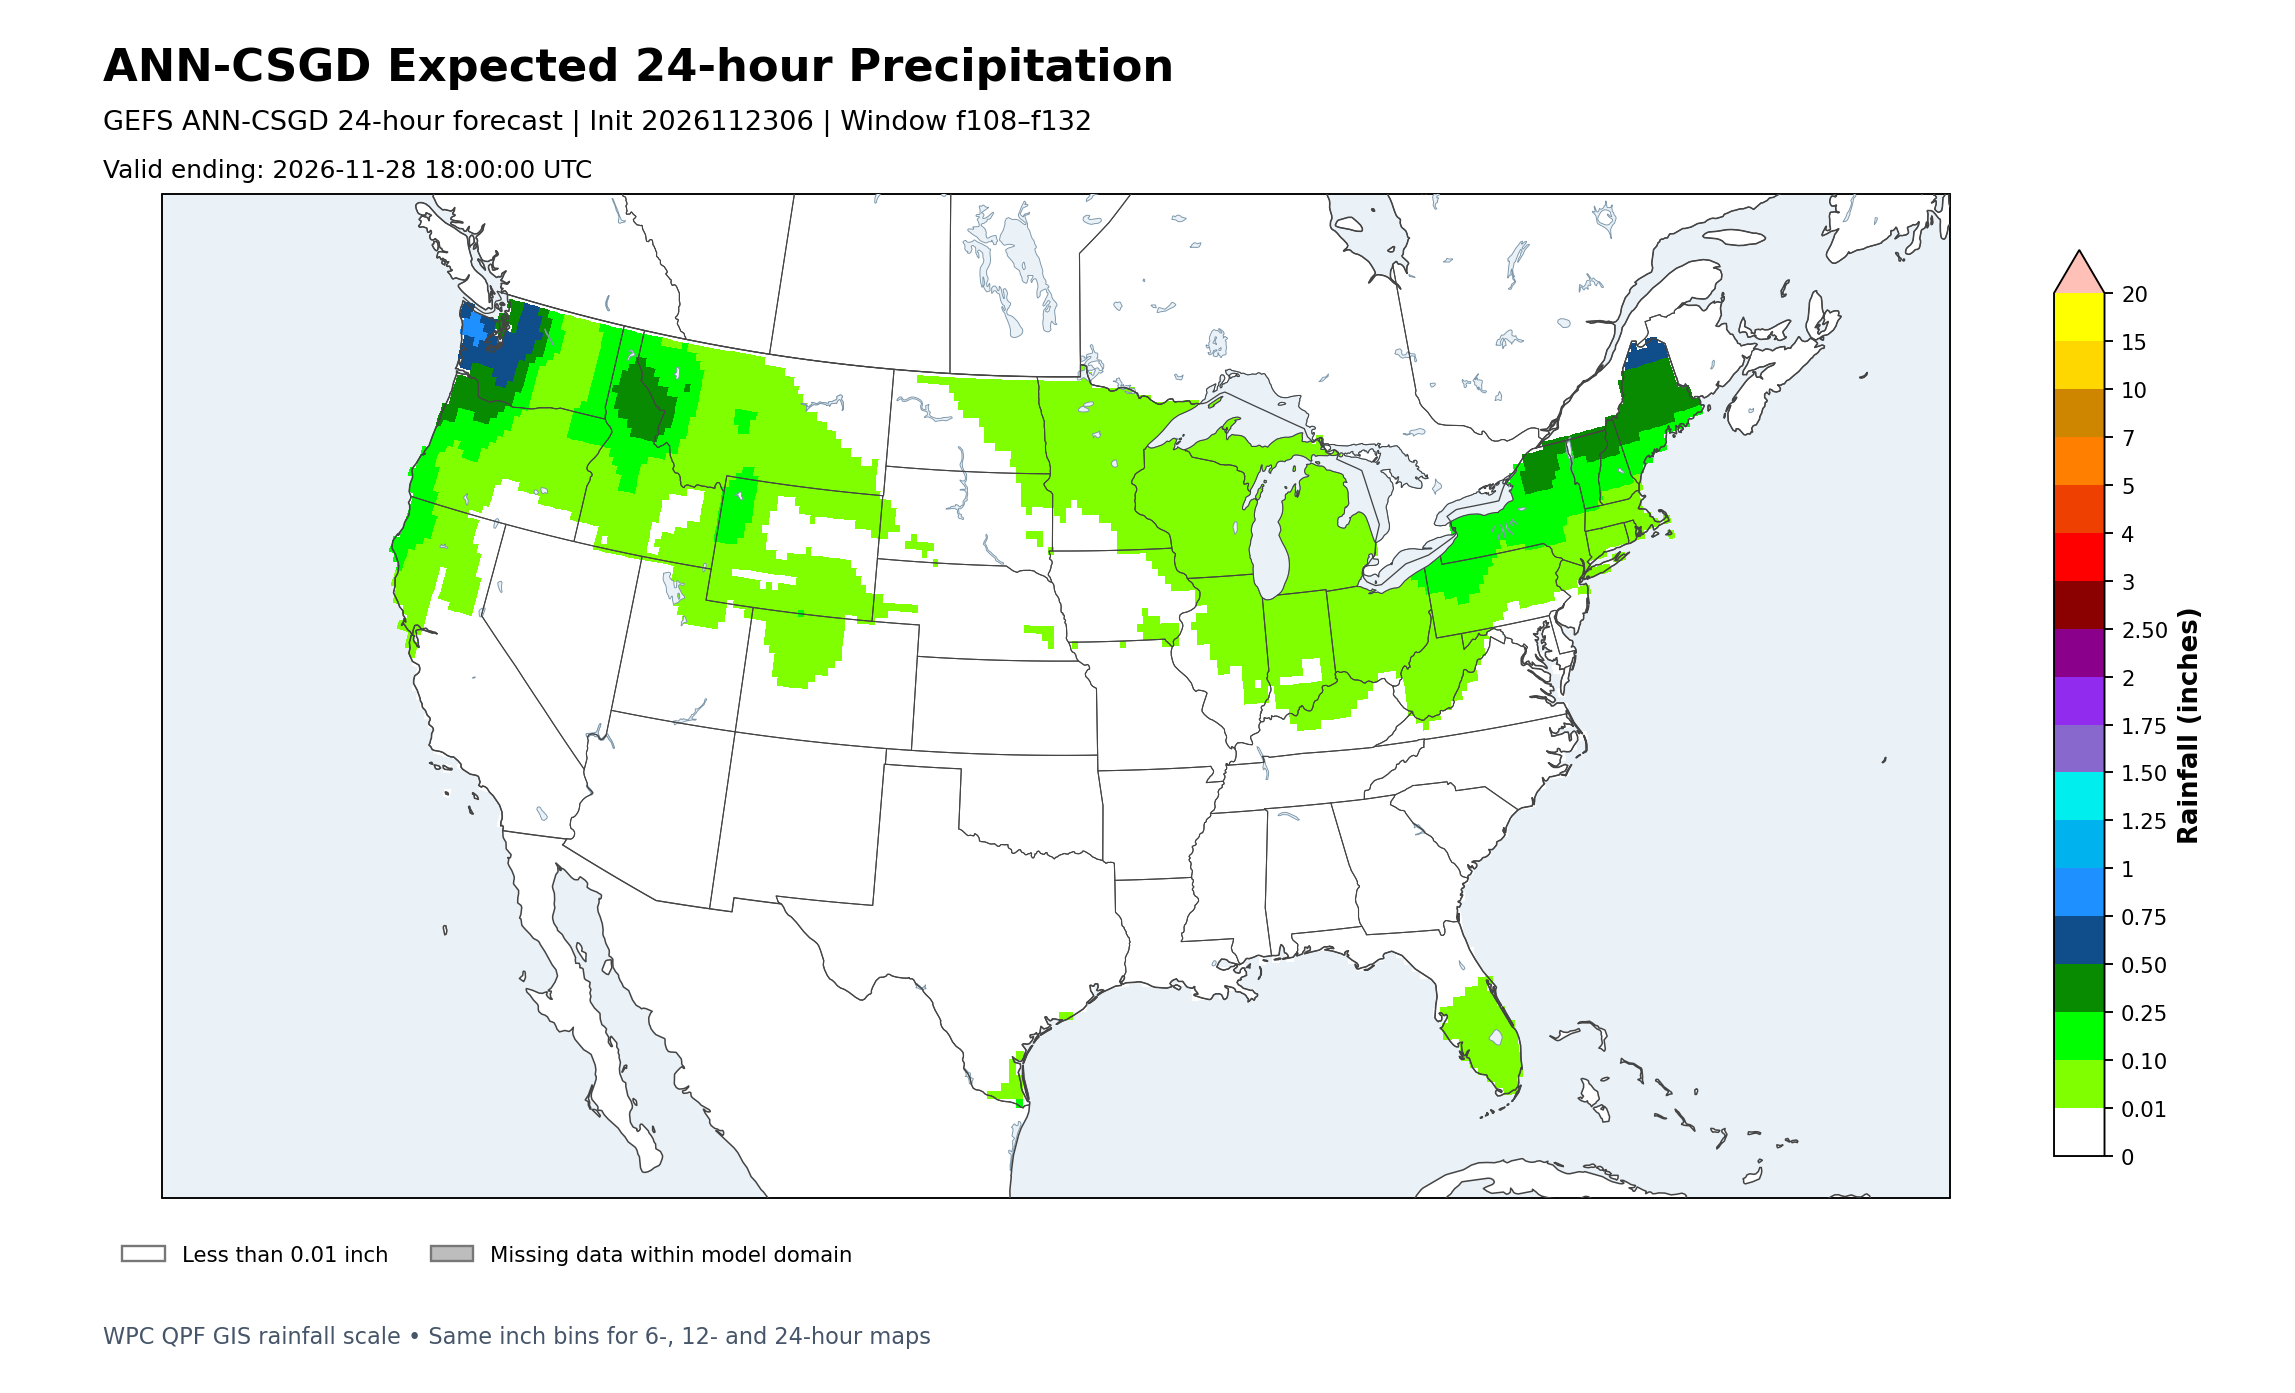 ANN-CSGD Expected 24-hour Precipitation
GEFS ANN-CSGD 24-hour forecast | Init 2026112306 | Window f108–f132
Valid ending: 2026-11-28 18:00:00 UTC
20
15
10
7
5
4
3
2.50
2
1.75
1.50
1.25
1
0.75
0.50
0.25
0.10
0.01
0
Rainfall (inches)
Less than 0.01 inch
Missing data within model domain
WPC QPF GIS rainfall scale • Same inch bins for 6-, 12- and 24-hour maps